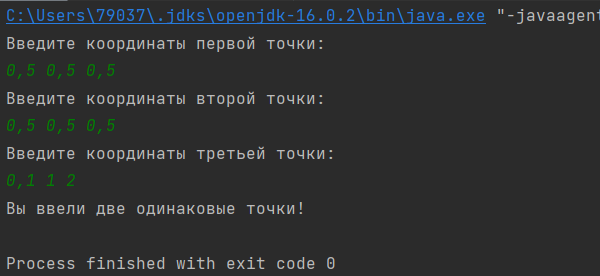 C:\Users\79037\.jdks\openjdk-16.0.2\bin\java.exe "-javaagent
Введите координаты первой точки:
0,5 0,5 0,5
Введите координаты второй точки:
0,5 0,5 0,5
Введите координаты третьей точки:
0,1 1 2
Вы ввели две одинаковые точки!
Process finished with exit code 0